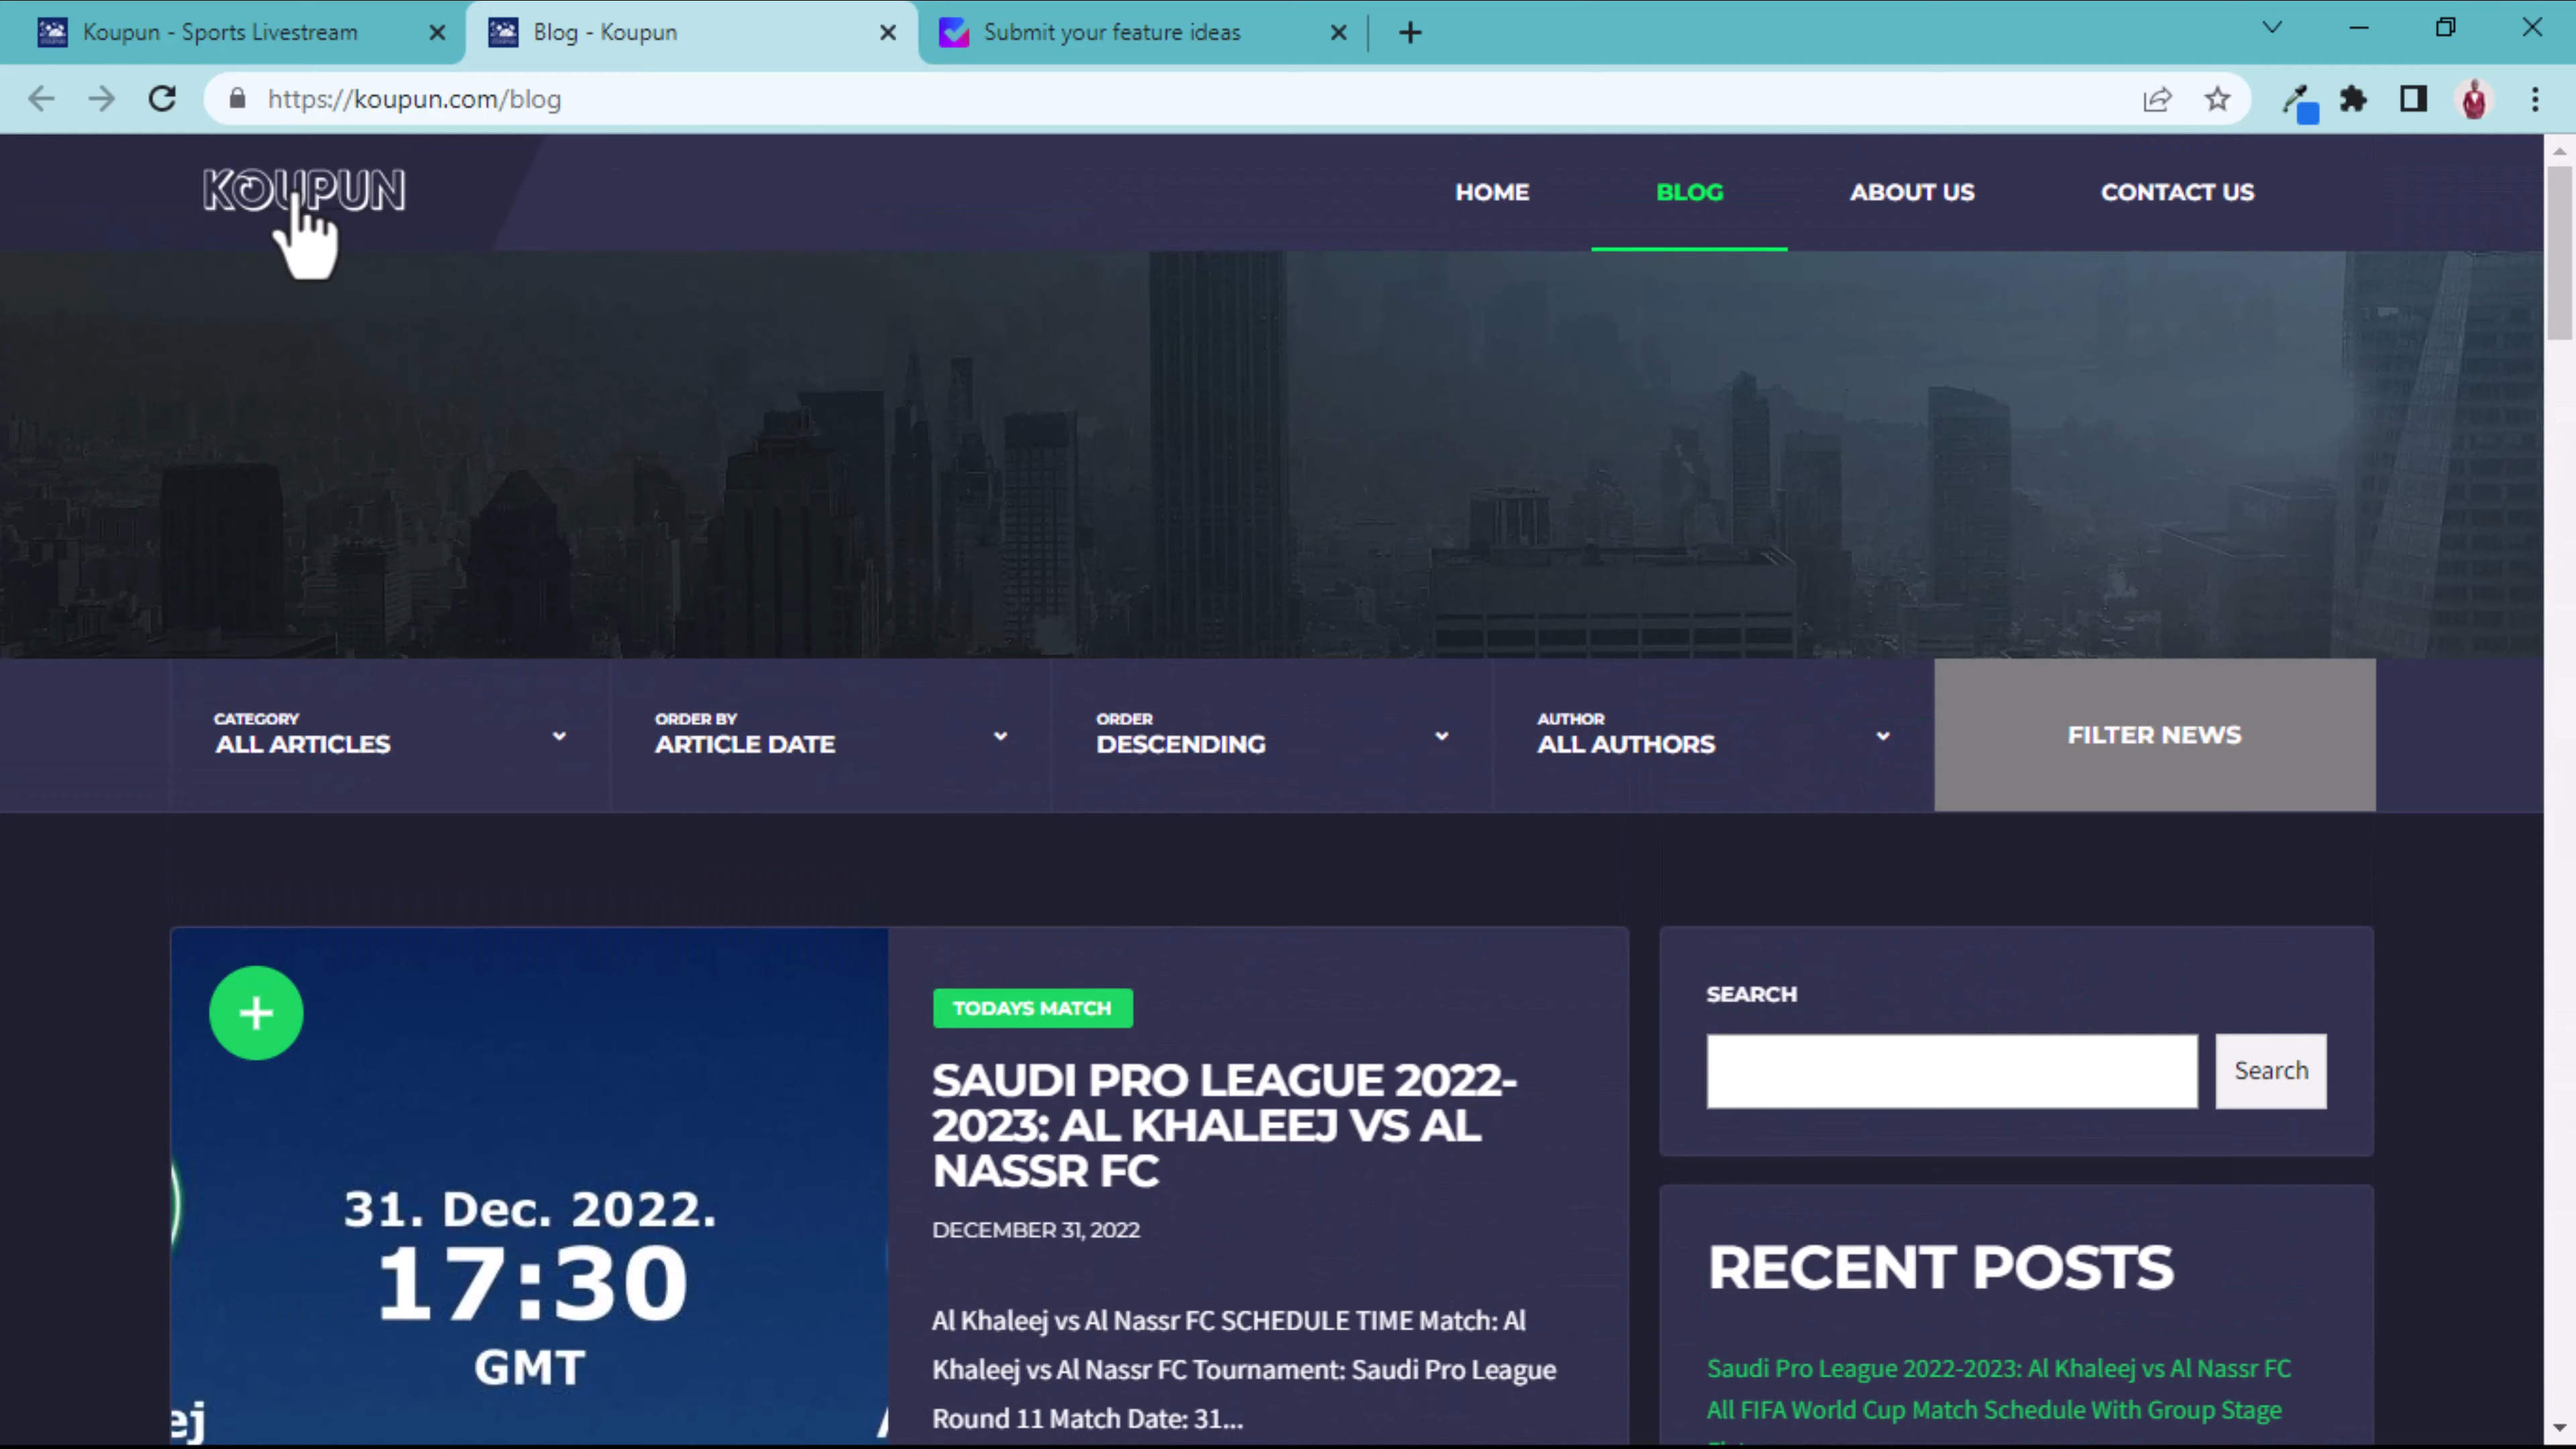 Koupun - Sports Livestream
Blog - Koupun
Submit your feature ideas
https://koupun.com/blog
KOUPUN
HOME
BLOG
ABOUT US
CONTACT US
CATEGORY
ALL ARTICLES
ORDER BY
ARTICLE DATE
ORDER
DESCENDING
AUTHOR
ALL AUTHORS
FILTER NEWS
31. Dec. 2022.
17:30
GMT
ej
TODAYS MATCH
SAUDI PRO LEAGUE 2022-
2023: AL KHALEEJ VS AL
NASSR FC
DECEMBER 31, 2022
Al Khaleej vs Al Nassr FC SCHEDULE TIME Match: Al
Khaleej vs Al Nassr FC Tournament: Saudi Pro League
Round 11 Match Date: 31...
SEARCH
Search
RECENT POSTS
Saudi Pro League 2022-2023: Al Khaleej vs Al Nassr FC
All FIFA World Cup Match Schedule With Group Stage